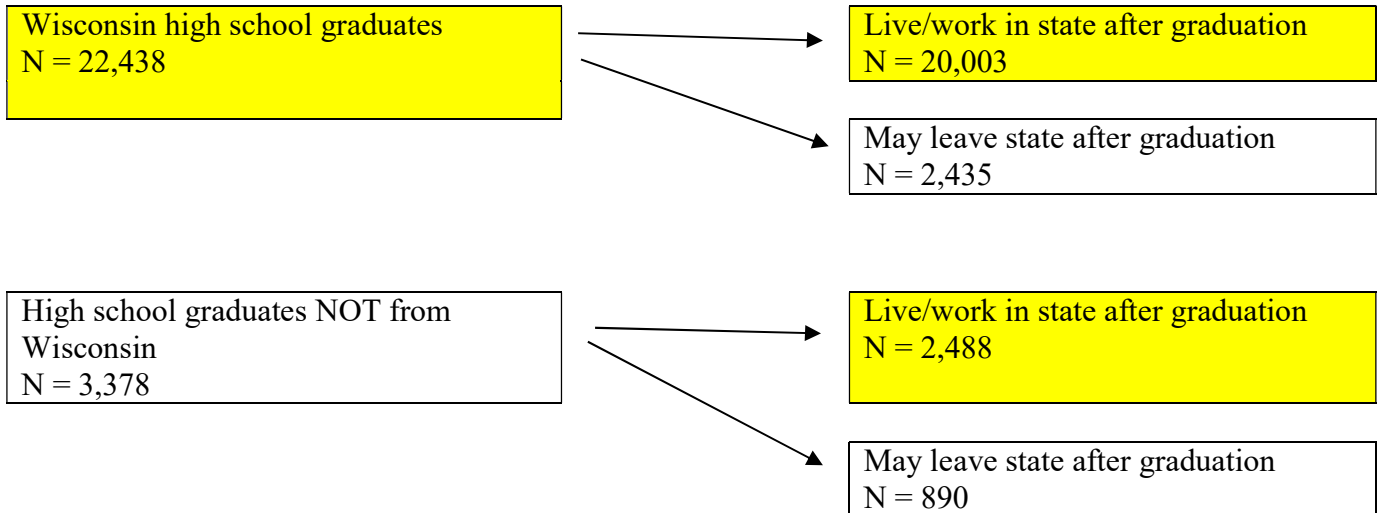 Wisconsin high school graduates
N = 22,438
Live/work in state after graduation
N = 20,003
May leave state after graduation
N = 2,435
High school graduates NOT from
Wisconsin
N = 3,378
Live/work in state after graduation
N = 2,488
May leave state after graduation
N = 890